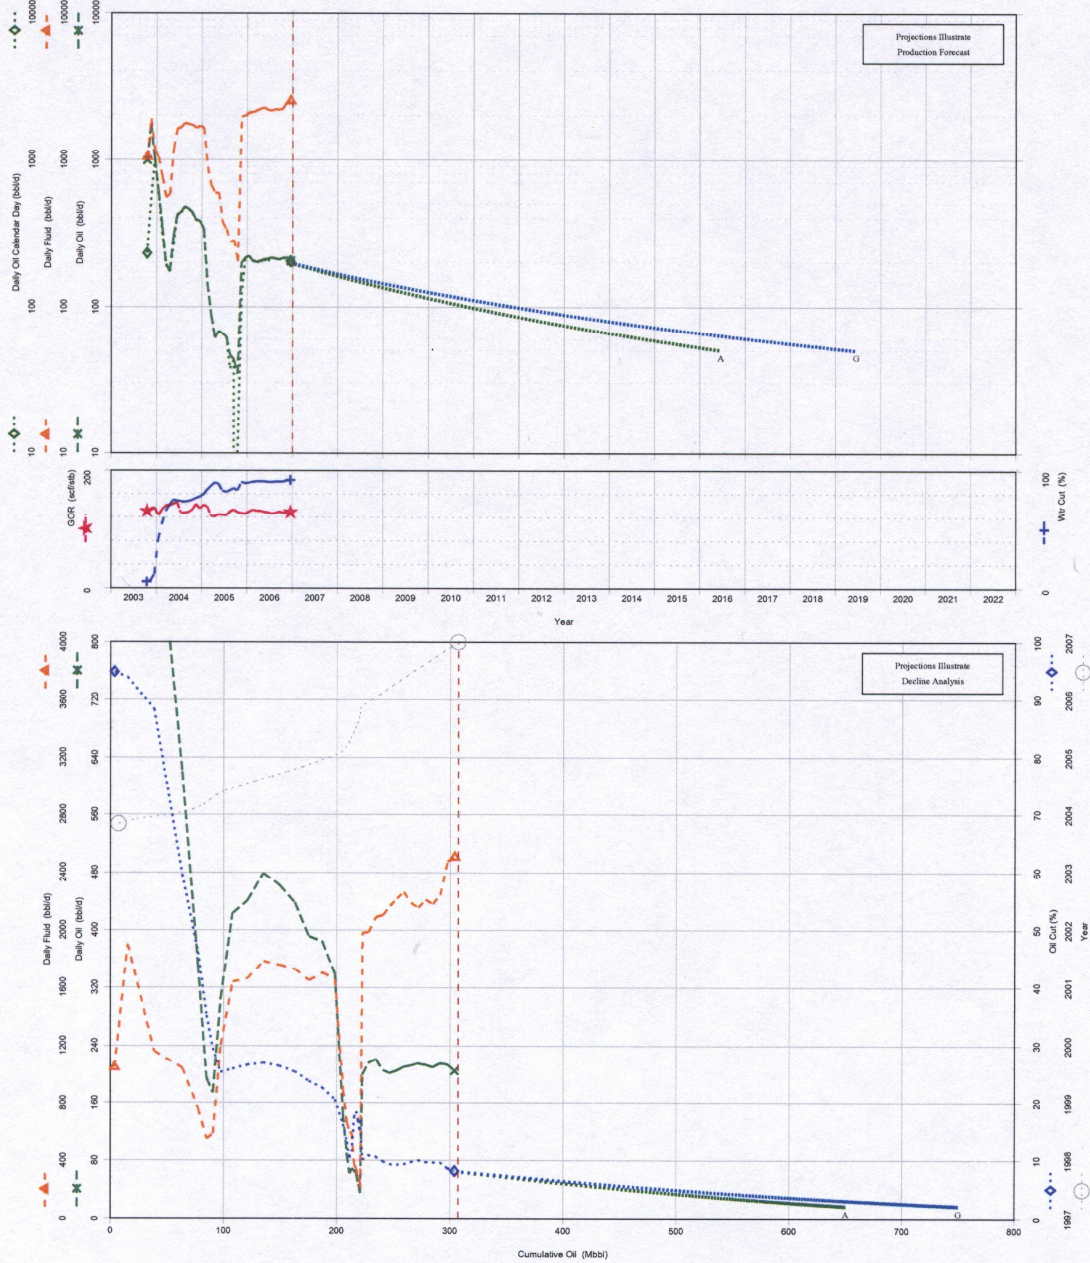 Daily Oil Calendar Day (bbl/d)
Daily Fluid (bbl/d)
Daily Oil (bbl/d)
10000
10000
10000
1000
1000
1000
100
100
100
10
10
10
Projections Illustrate
Production Forecast
A
G
GOR (scf/stb)
200
0
Wtr Cut (%)
100
0
2003 2004 2005 2006 2007 2008 2009 2010 2011 2012 2013 2014 2015 2016 2017 2018 2019 2020 2021 2022
Year
Projections Illustrate
Decline Analysis
Daily Fluid (bbl/d)
Daily Oil (bbl/d)
4000 800
3600 720
3200 640
2800 560
2400 480
2000 400
1600 320
1200 240
800 160
400 80
0 0
Oil Cut (%)
Year
100 2007
90 2006
80 2005
70 2004
60 2003
50 2002
40 2001
30 2000
20 1999
10 1998
0 1997
A
G
0 100 200 300 400 500 600 700 800
Cumulative Oil (Mbbl)